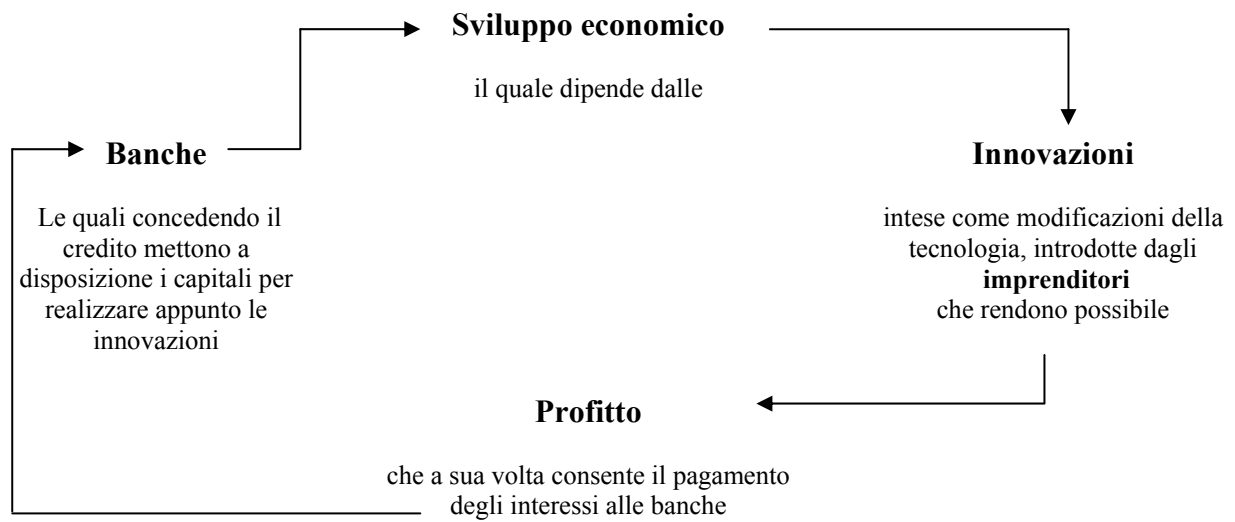 Sviluppo economico
il quale dipende dalle
Banche
Innovazioni
Le quali concedendo il
credito mettono a
disposizione i capitali per
realizzare appunto le
innovazioni
intese come modificazioni della
tecnologia, introdotte dagli
imprenditori
che rendono possibile
Profitto
che a sua volta consente il pagamento
degli interessi alle banche